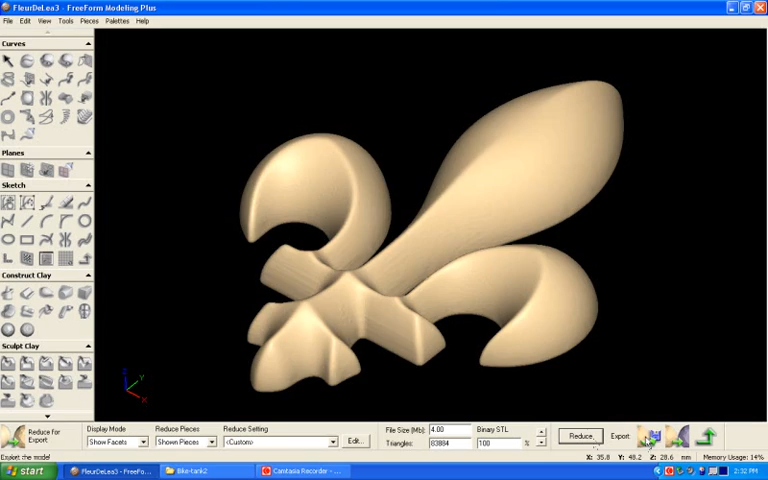 FleurDeLea3 - FreeForm Modeling Plus
File Edit View Tools Pieces Palettes Help
Curves
Planes
Sketch
Construct Clay
Sculpt Clay
Z
Y
X
Reduce for Export
Display Mode
Show Facets
Reduce Pieces
Shown Pieces
Reduce Setting
<Custom>
Edit...
File Size (Mb): 4.00
Binary STL
Triangles: 83884
100 %
Reduce
Export
Export the model
X: 35.8 Y: 48.2 Z: 28.6 mm Memory Usage: 14%
start
FleurDeLea3 - FreeFo...
Bike-tank2
Camtasia Recorder - ...
2:32 PM